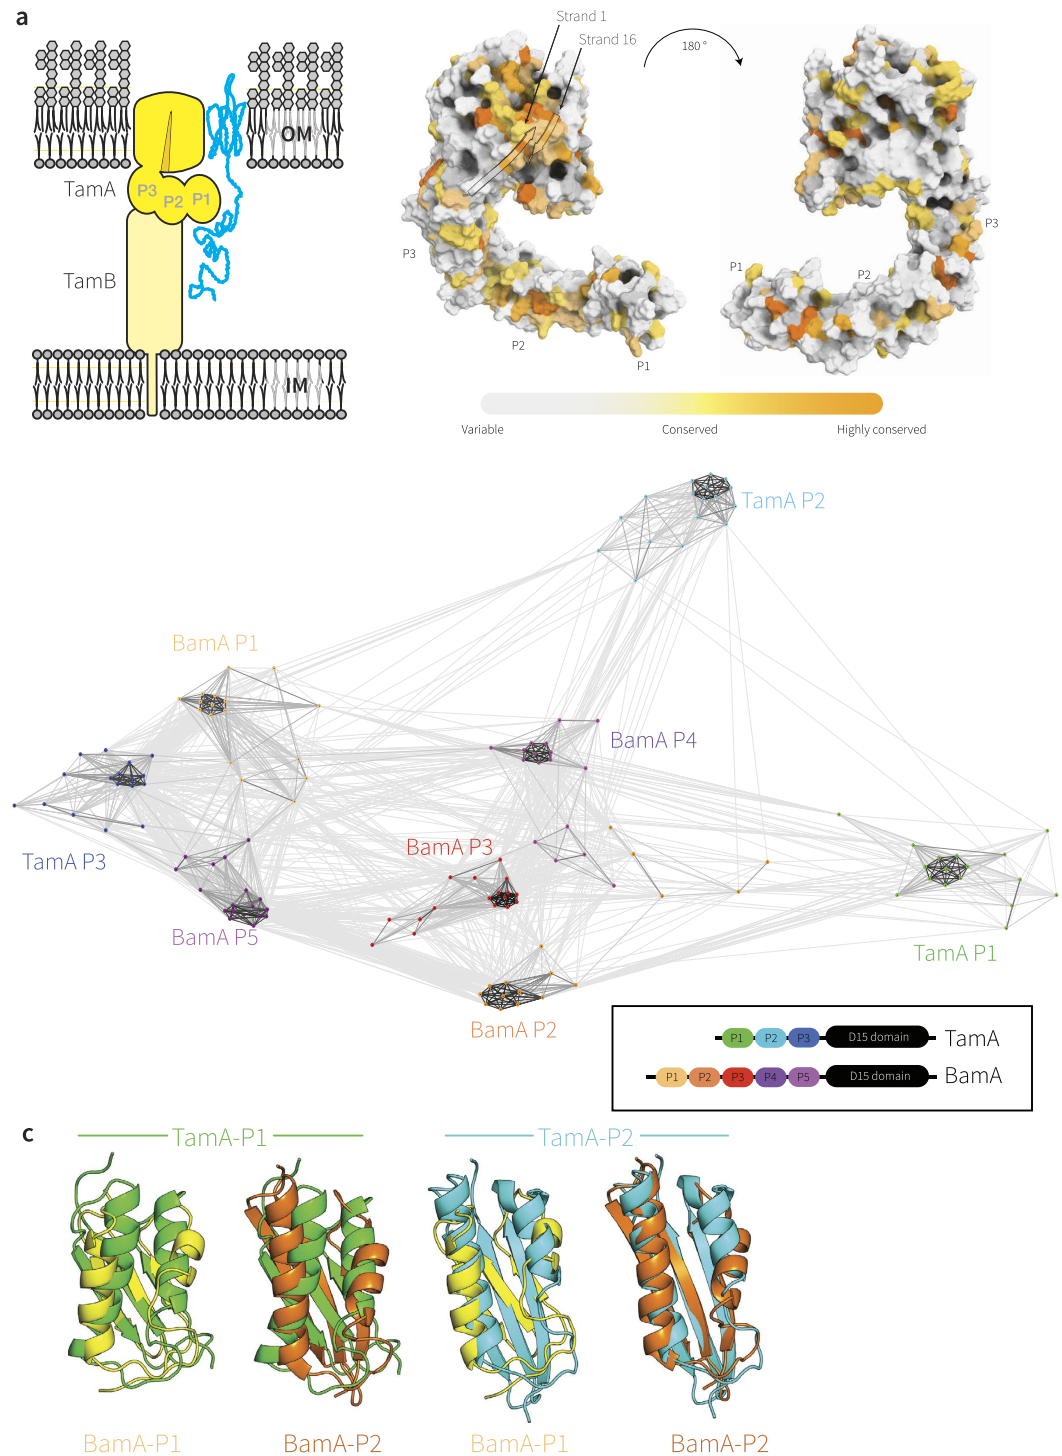 a
Strand 1
Strand 16
180 °
OM
TamA
P3
P2
P1
TamB
IM
P3
P2
P1
P3
P1
P2
Variable
Conserved
Highly conserved
TamA P2
BamA P1
BamA P4
TamA P3
BamA P3
BamA P5
TamA P1
BamA P2
P1 P2 P3 D15 domain TamA
P1 P2 P3 P4 P5 D15 domain BamA
c
TamA-P1
TamA-P2
BamA-P1
BamA-P2
BamA-P1
BamA-P2